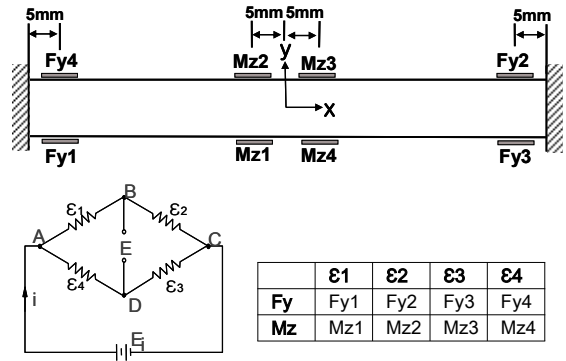 5mm 5mm 5mm 5mm
Fy4 Mz2 y Mz3 Fy2
x
Fy1 Mz1 Mz4 Fy3
B
ε1 ε2
A E C
ε4 ε3
D
i
Ei
ε1 ε2 ε3 ε4
Fy Fy1 Fy2 Fy3 Fy4
Mz Mz1 Mz2 Mz3 Mz4